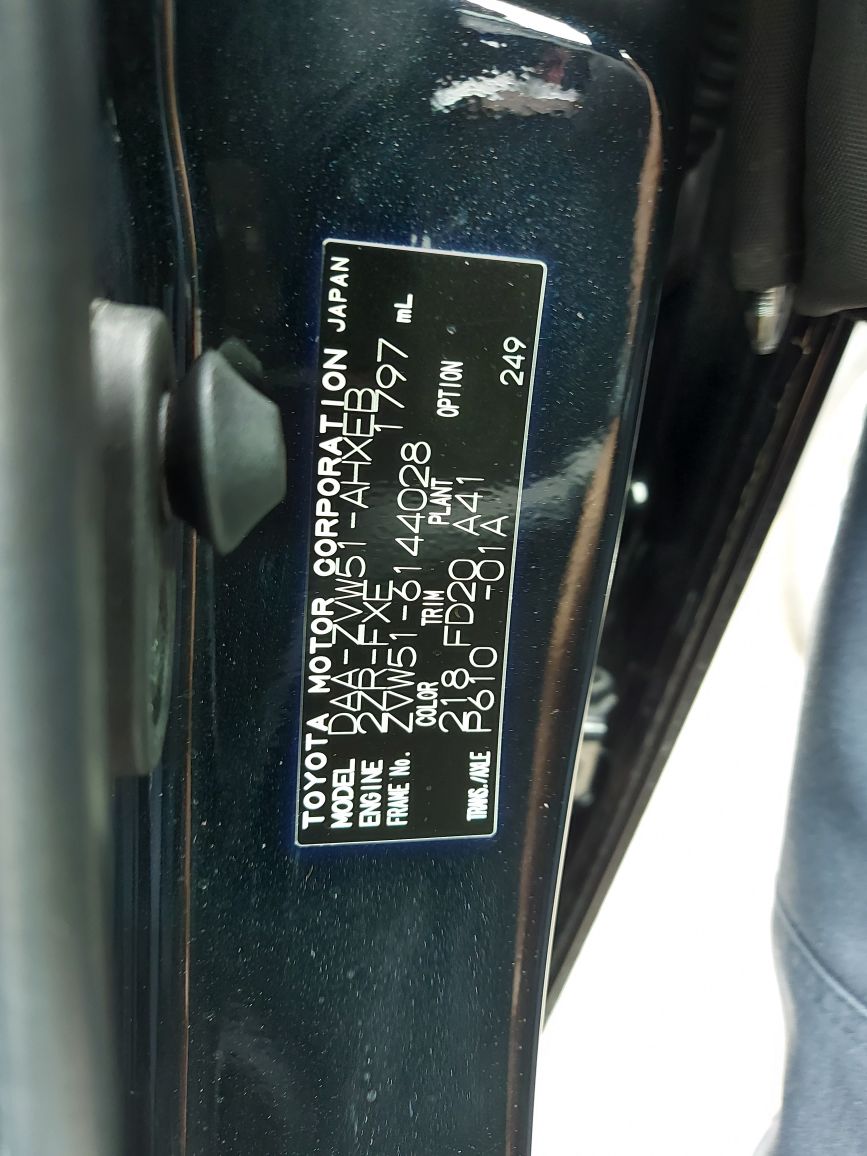 TOYOTA MOTOR CORPORATION JAPAN
MODEL DAA-ZVW51-AHXEB
ENGINE 2ZR-FXE 1797 mL
FRAME No. ZVW51-6144028
COLOR TRIM PLANT OPTION
218 FD20 A41
TRANS./AXLE P610 -01A 249